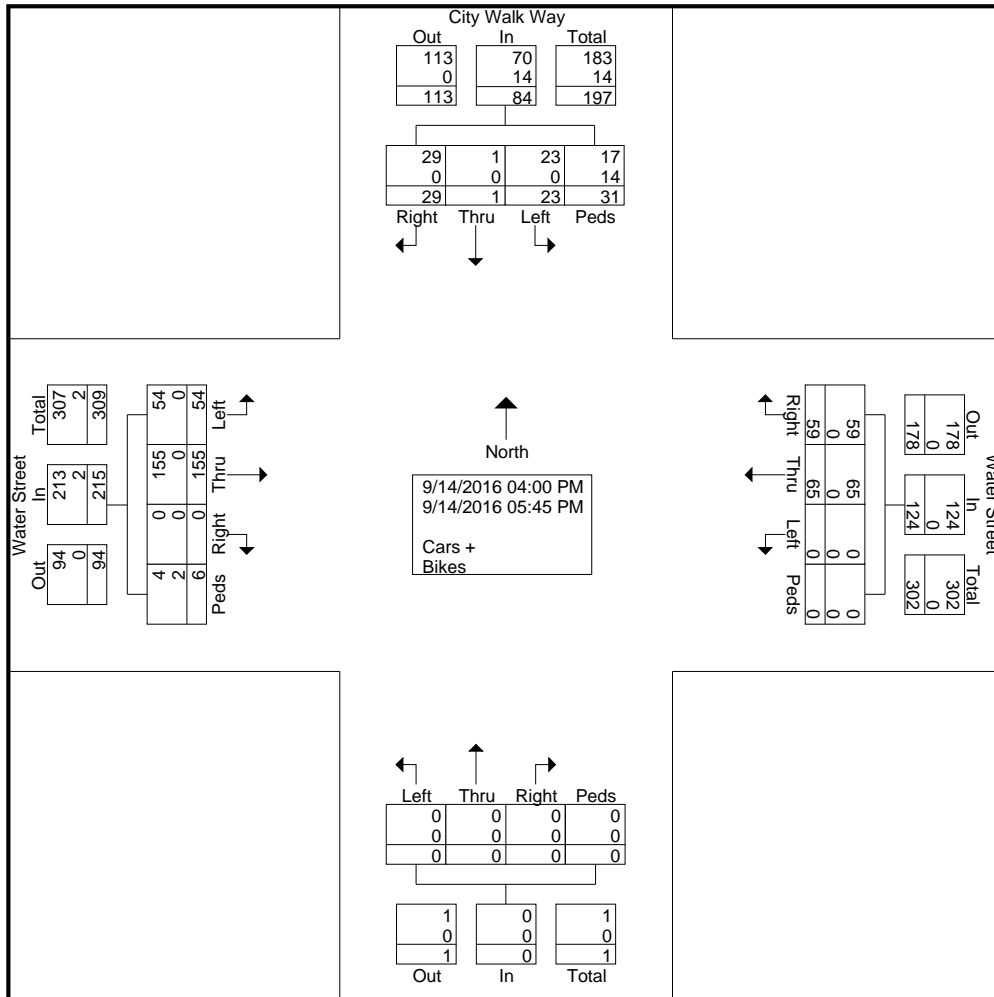 City Walk Way
Out In Total
113 70 183
0 14 14
113 84 197
29 1 23 17
0 0 0 14
29 1 23 31
Right Thru Left Peds
Water Street
Total In Out
307 213 94
2 2 0
309 215 94
54 155 0 4
0 0 0 2
54 155 0 6
Left Thru Right Peds
North
9/14/2016 04:00 PM
9/14/2016 05:45 PM
Cars +
Bikes
Water Street
Out In Total
178 124 302
0 0 0
178 124 302
59 65 0 0
0 0 0 0
59 65 0 0
Right Thru Left Peds
Left Thru Right Peds
0 0 0 0
0 0 0 0
0 0 0 0
1 0 1
0 0 0
1 0 1
Out In Total